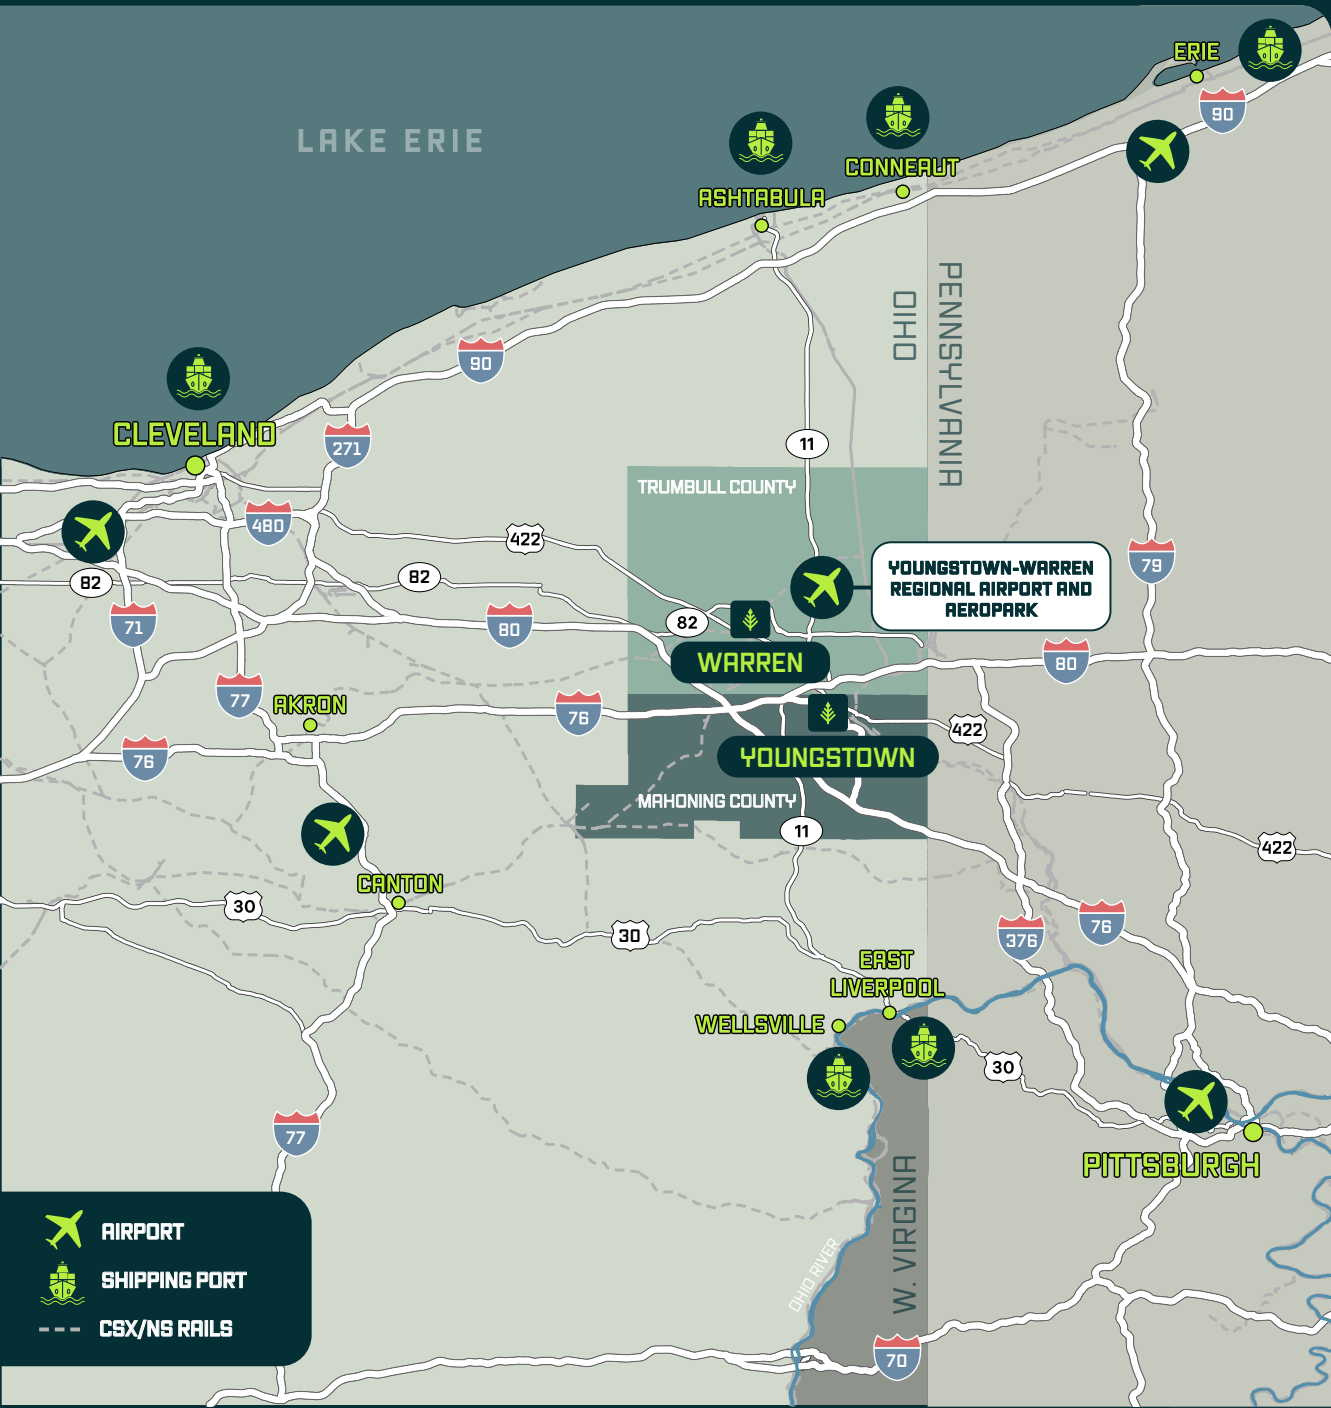 ERIE
90
CONNEAUT
LAKE ERIE
ASHTABULA
PENNSYLVANIA
OHIO
90
CLEVELAND
271
11
TRUMBULL COUNTY
480
422
YOUNGSTOWN-WARREN
REGIONAL AIRPORT AND
AEROPARK
79
82
82
71
80
82
WARREN
80
77
AKRON
76
422
76
YOUNGSTOWN
MAHONING COUNTY
11
422
CANTON
30
30
376
76
EAST
LIVERPOOL
WELLSVILLE
30
77
PITTSBURGH
W. VIRGINA
OHIO RIVER
70
AIRPORT
SHIPPING PORT
CSX/NS RAILS